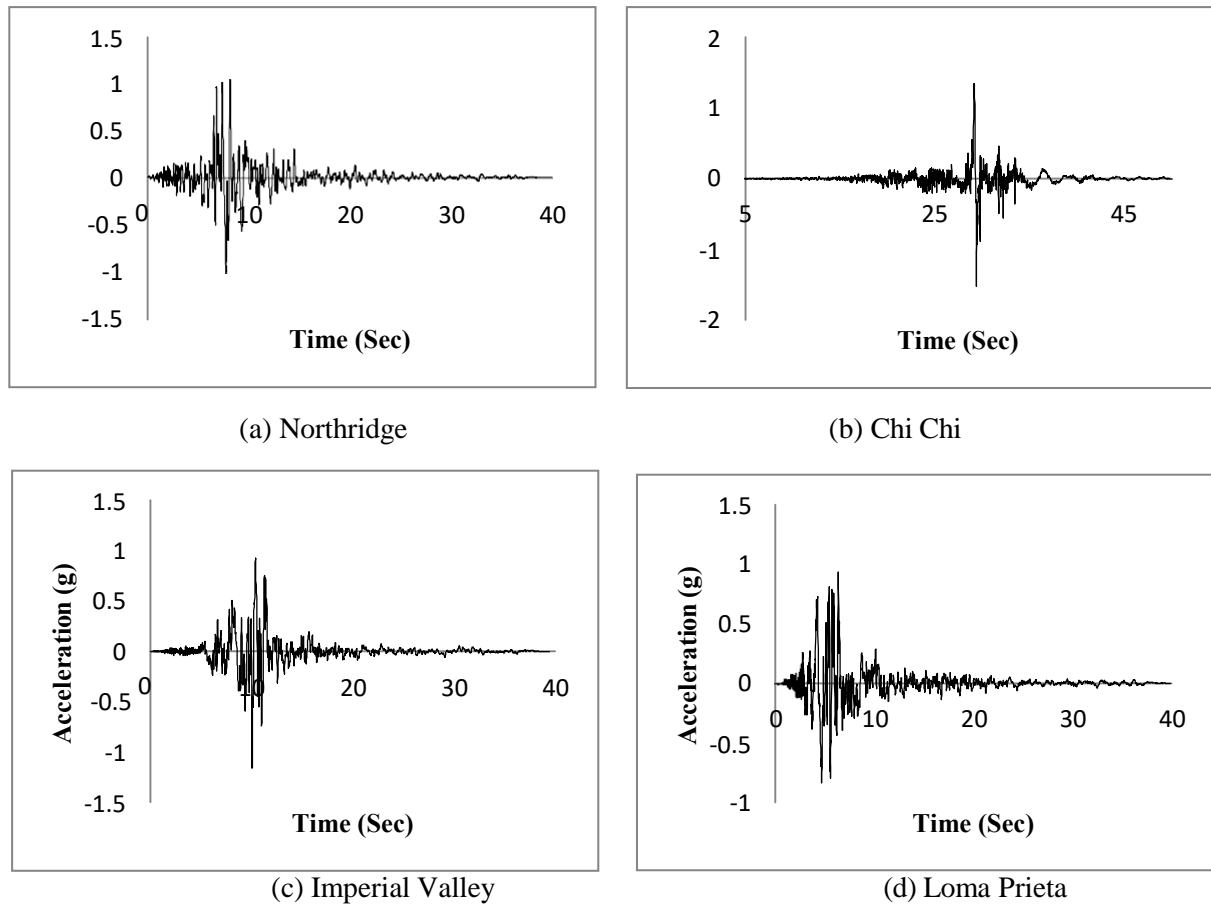 1.5
1
0.5
0
-0.5
-1
-1.5
0 10 20 30 40
Time (Sec)
(a) Northridge
2
1
0
-1
-2
5 25 45
Time (Sec)
(b) Chi Chi
1.5
1
0.5
0
-0.5
-1
-1.5
0 10 20 30 40
Acceleration (g)
Time (Sec)
(c) Imperial Valley
1.5
1
0.5
0
-0.5
-1
0 10 20 30 40
Acceleration (g)
Time (Sec)
(d) Loma Prieta